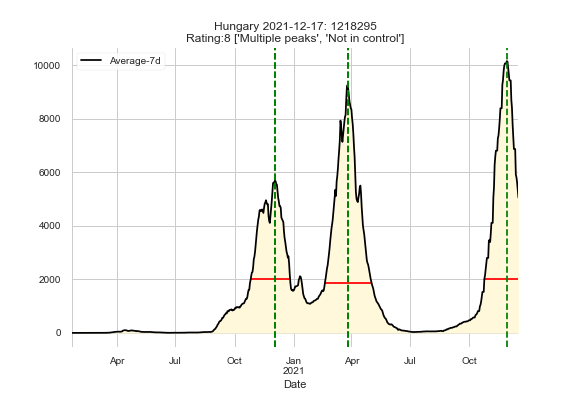 Hungary 2021-12-17: 1218295
Rating:8 ['Multiple peaks', 'Not in control']
Average-7d
10000
8000
6000
4000
2000
0
Apr Jul Oct Jan Apr Jul Oct
2021
Date